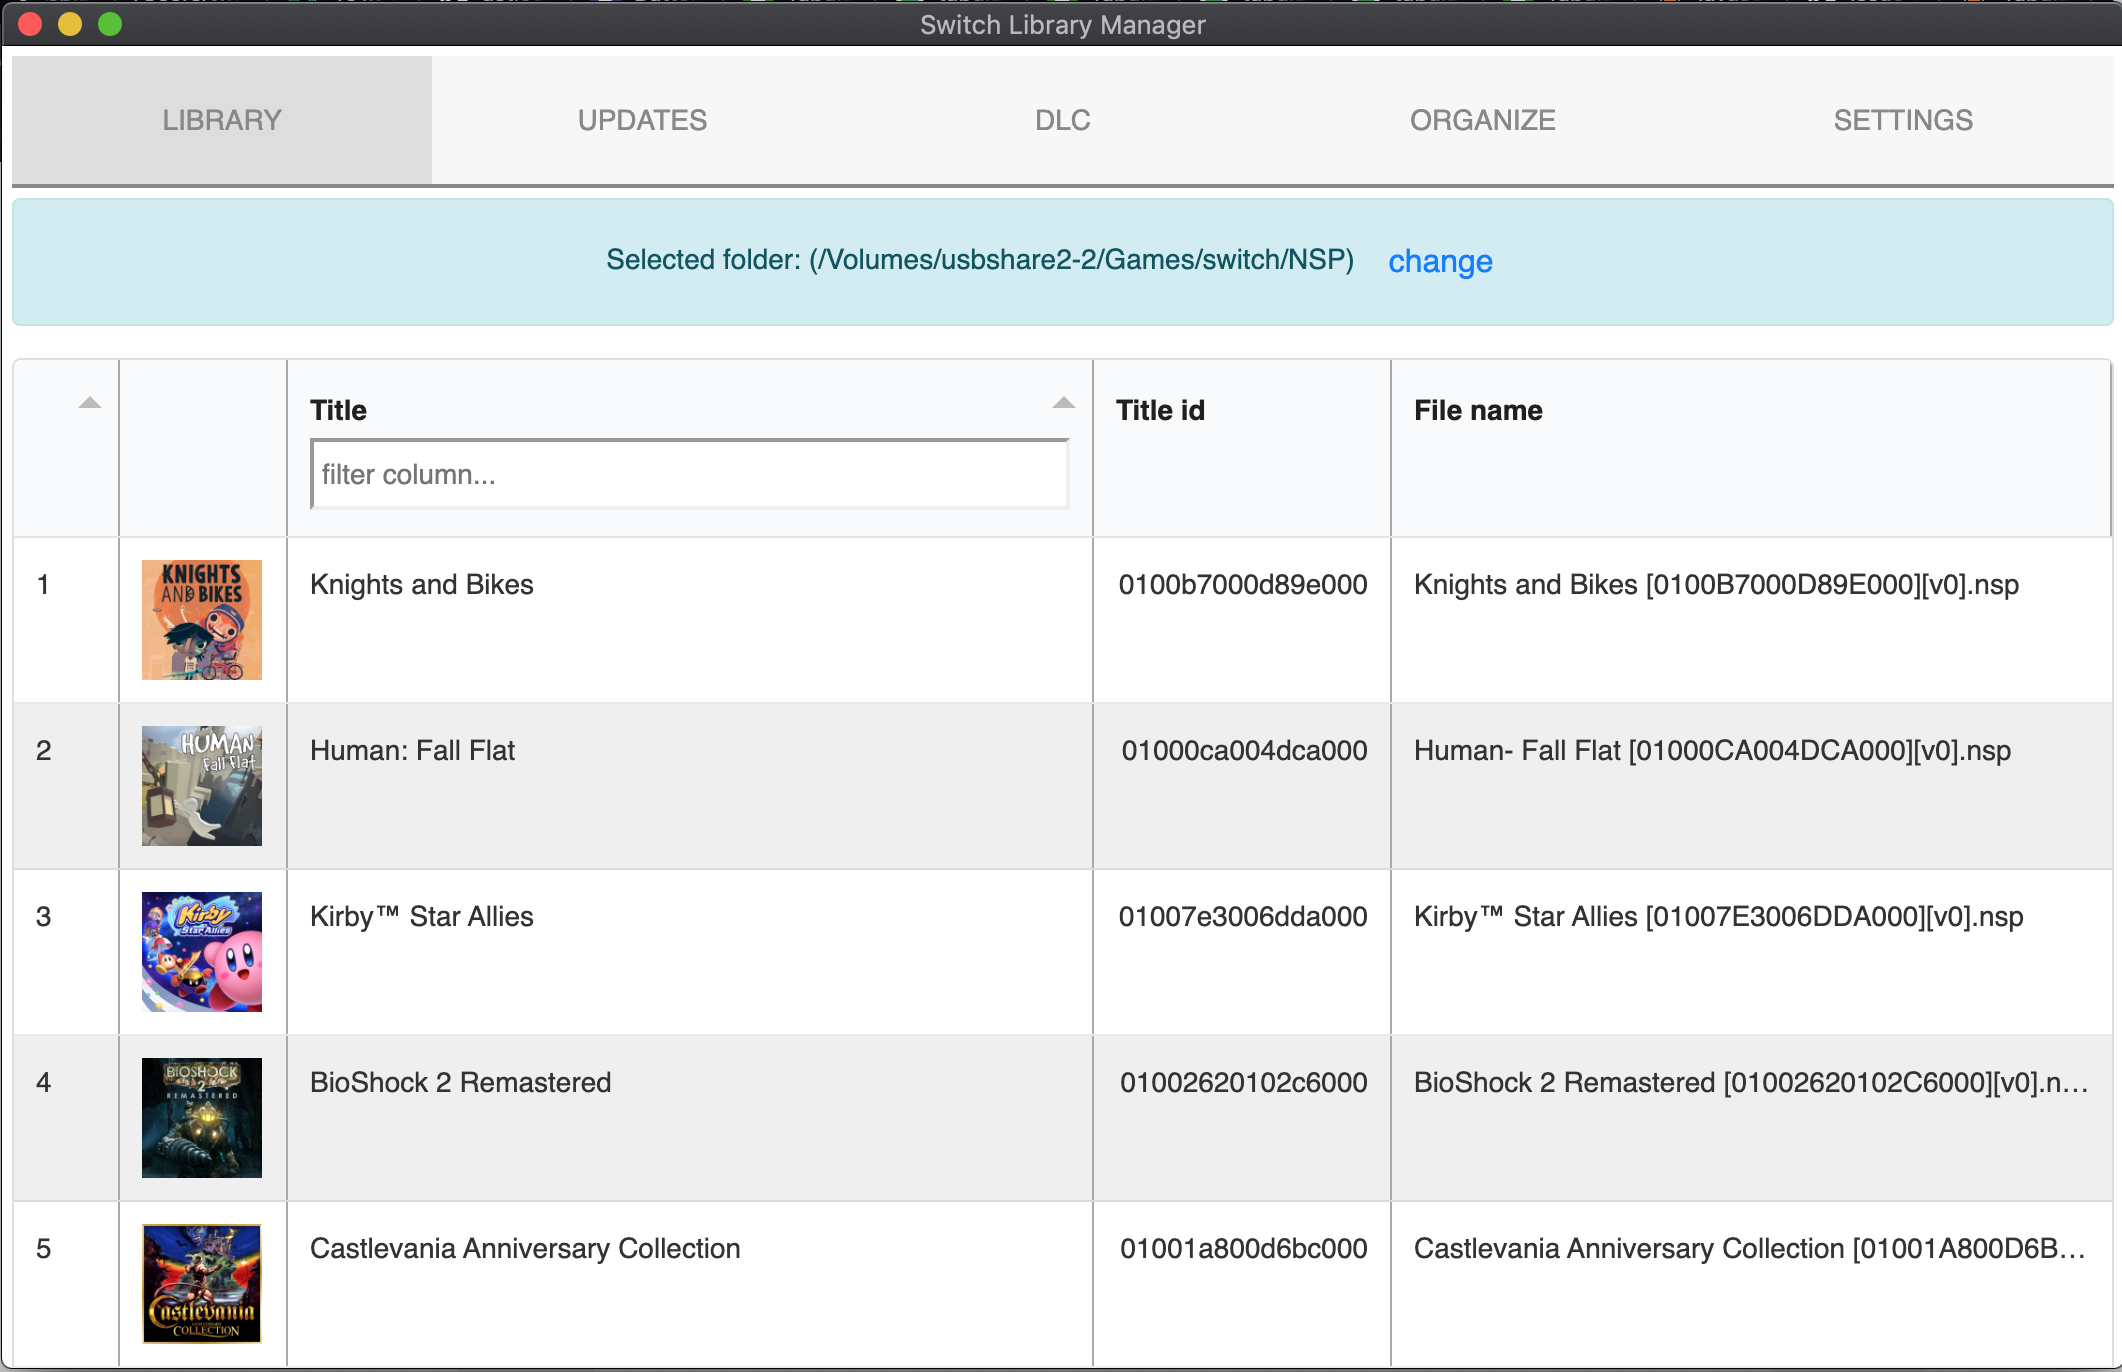 Switch Library Manager
LIBRARY UPDATES DLC ORGANIZE SETTINGS
Selected folder: (/Volumes/usbshare2-2/Games/switch/NSP) change
Title Title id File name
filter column...
1 Knights and Bikes 0100b7000d89e000 Knights and Bikes [0100B7000D89E000][v0].nsp
KNIGHTS
AND BIKES
2 Human: Fall Flat 01000ca004dca000 Human- Fall Flat [01000CA004DCA000][v0].nsp
HUMAN
Fall Flat
3 Kirby™ Star Allies 01007e3006dda000 Kirby™ Star Allies [01007E3006DDA000][v0].nsp
Kirby
Star Allies
4 BioShock 2 Remastered 01002620102c6000 BioShock 2 Remastered [01002620102C6000][v0].n...
BIOSHOCK
2
REMASTERED
5 Castlevania Anniversary Collection 01001a800d6bc000 Castlevania Anniversary Collection [01001A800D6B...
Castlevania
ANNIVERSARY
COLLECTION